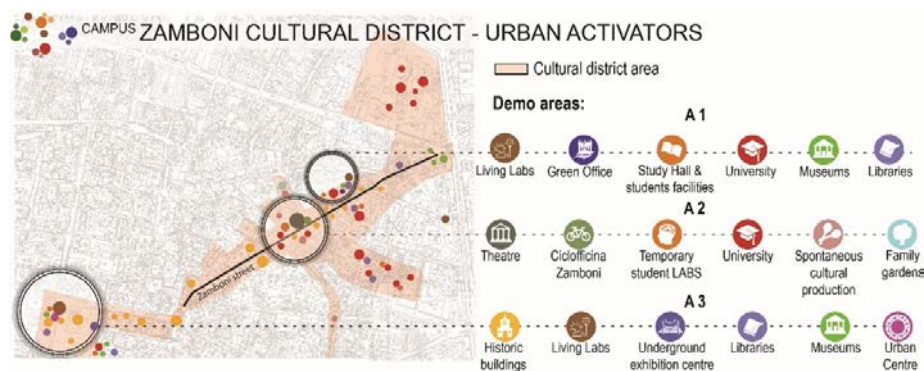 CAMPUS ZAMBONI CULTURAL DISTRICT - URBAN ACTIVATORS
Cultural district area
Demo areas:
A 1
Living Labs
Green Office
Study Hall &
students facilities
University
Museums
Libraries
A 2
Theatre
Ciclofficina
Zamboni
Temporary
student LABS
University
Spontaneous
cultural
production
Family
gardens
A 3
Historic
buildings
Living Labs
Underground
exhibition centre
Libraries
Museums
Urban
Centre
Zamboni street